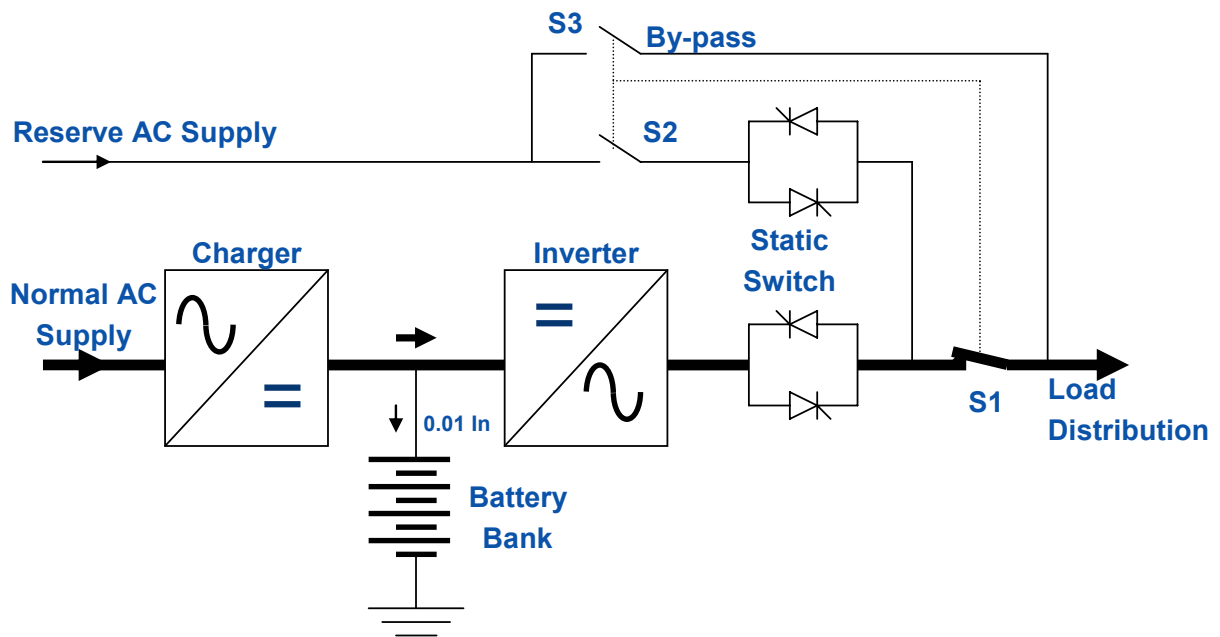 S3
By-pass
Reserve AC Supply
S2
Static
Switch
Charger
Inverter
Normal AC
Supply
S1
Load
Distribution
0.01 In
Battery
Bank